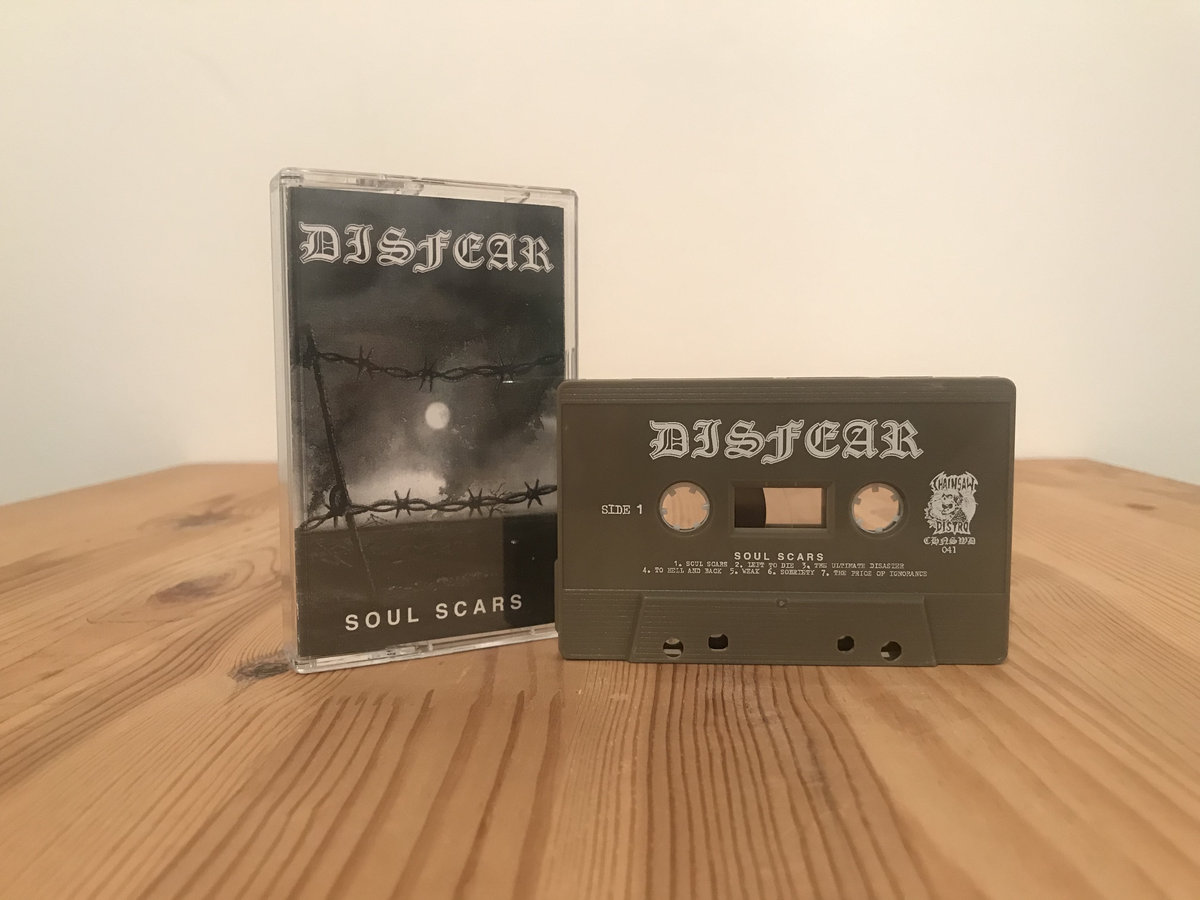 DISFEAR
SOUL SCARS
DISFEAR
SIDE 1
CHAINSAW
DISTRO
CHNSWD
041
SOUL SCARS
1. SOUL SCARS 2. LEFT TO DIE 3. THE ULTIMATE DISASTER
4. TO HELL AND BACK 5. WEAK 6. SOBRIETY 7. THE PRICE OF IGNORANCE